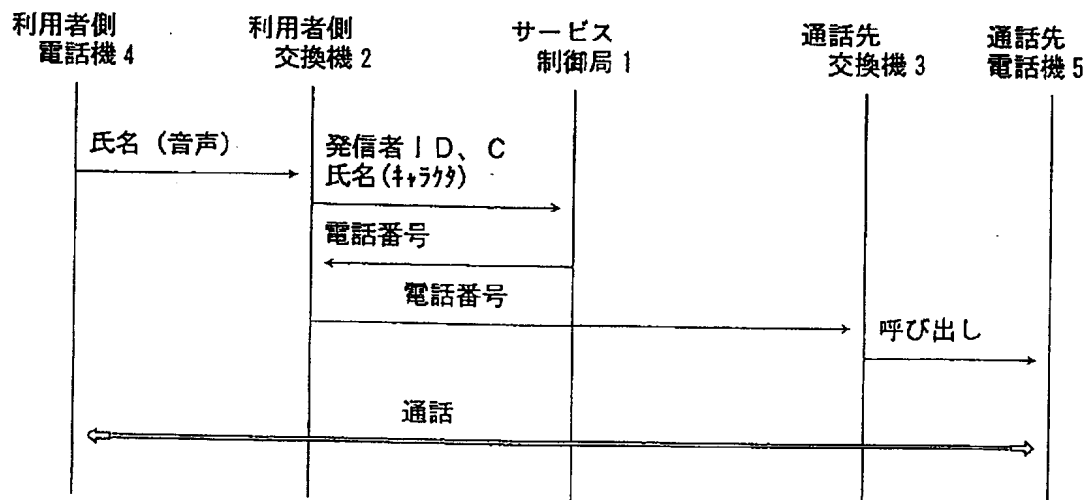 利用者側
電話機4
利用者側
交換機2
サービス
制御局1
通話先
交換機3
通話先
電話機5
氏名（音声）
発信者ＩＤ、Ｃ
氏名(ｷｬﾗｸﾀ)
電話番号
電話番号
呼び出し
通話